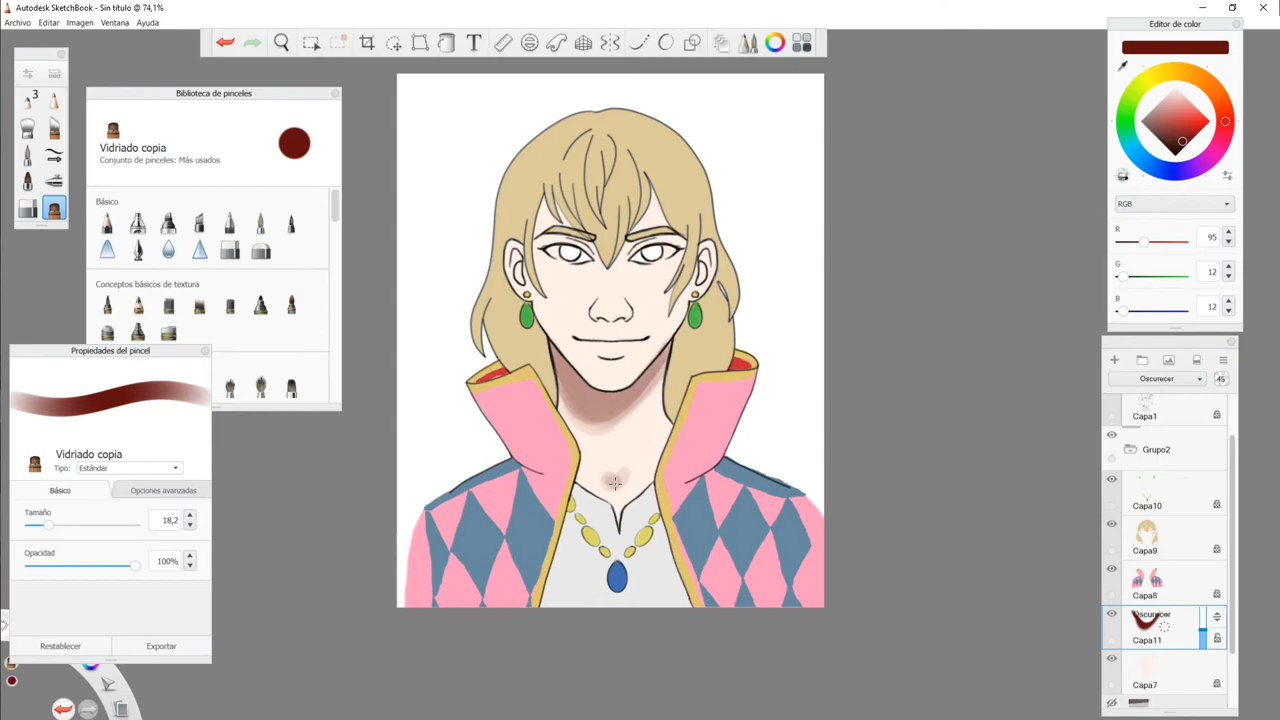 Autodesk SketchBook - Sin título @ 74,1%
Archivo Editar Imagen Ventana Ayuda
3
Biblioteca de pinceles
Vidriado copia
Conjunto de pinceles: Más usados
Básico
Conceptos básicos de textura
Propiedades del pincel
Vidriado copia
Tipo: Estándar
Básico Opciones avanzadas
Tamaño
18,2
Opacidad
100%
Restablecer Exportar
Editor de color
RGB
R
95
G
12
B
12
Oscurecer 45
Capa1
Grupo2
Capa10
Capa9
Capa8
Oscurecer
Capa11
Capa7